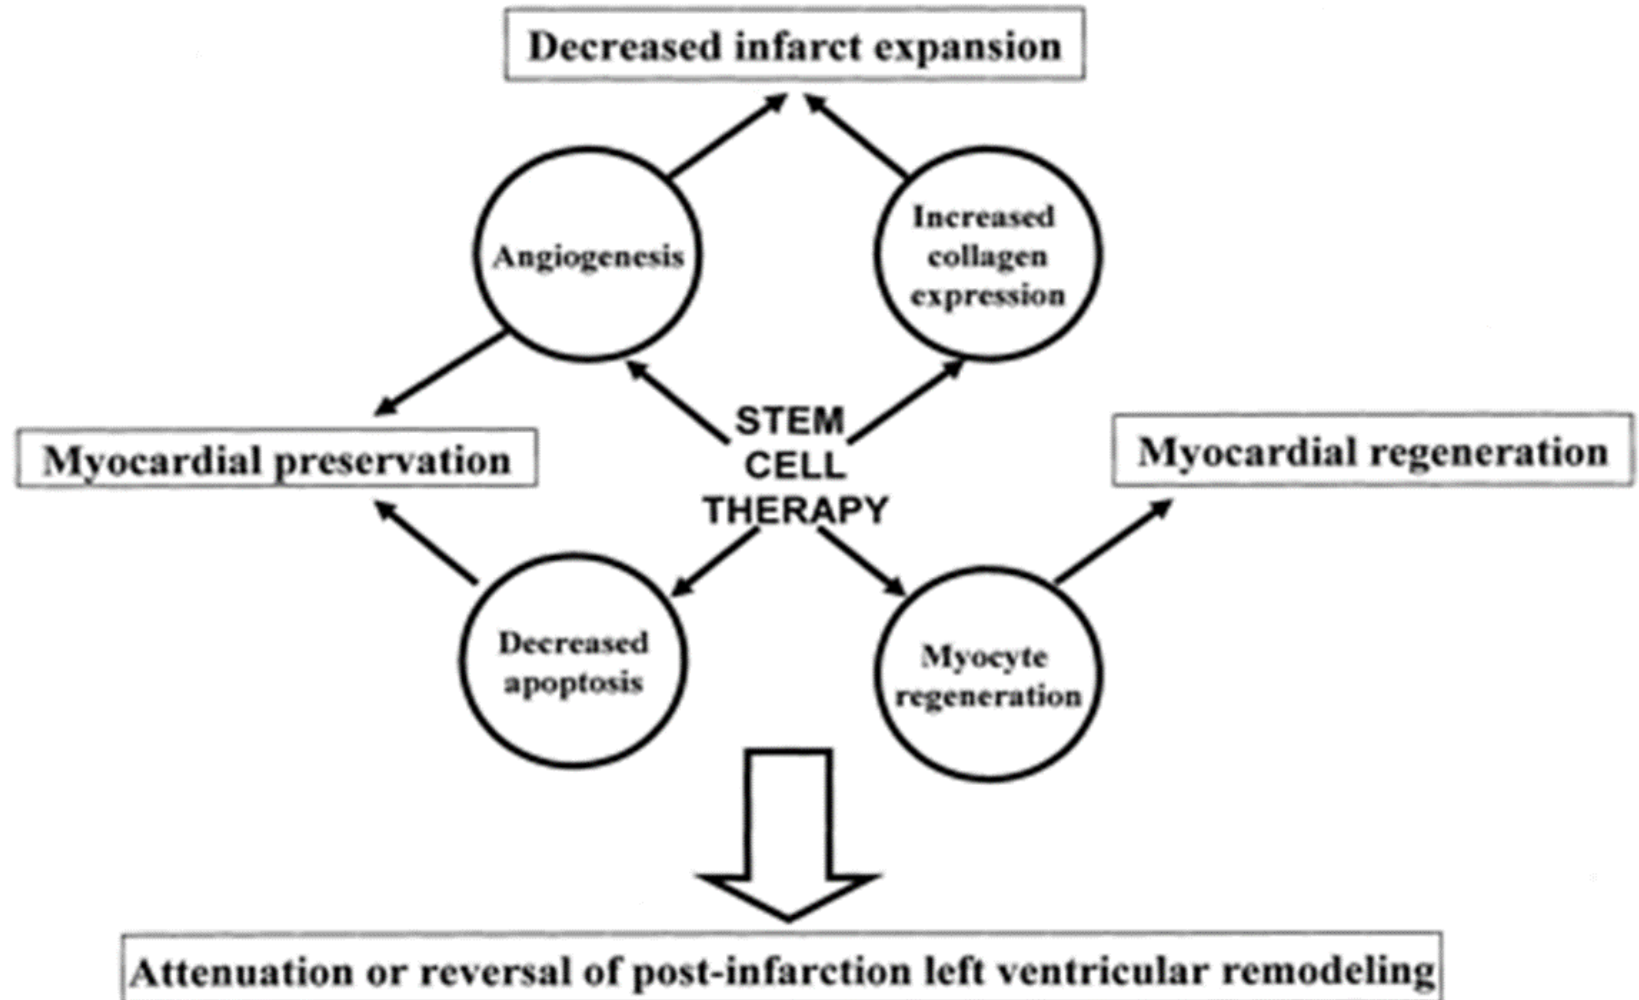 Decreased infarct expansion
Angiogenesis
Increased
collagen
expression
STEM
CELL
THERAPY
Myocardial preservation
Myocardial regeneration
Decreased
apoptosis
Myocyte
regeneration
Attenuation or reversal of post-infarction left ventricular remodeling